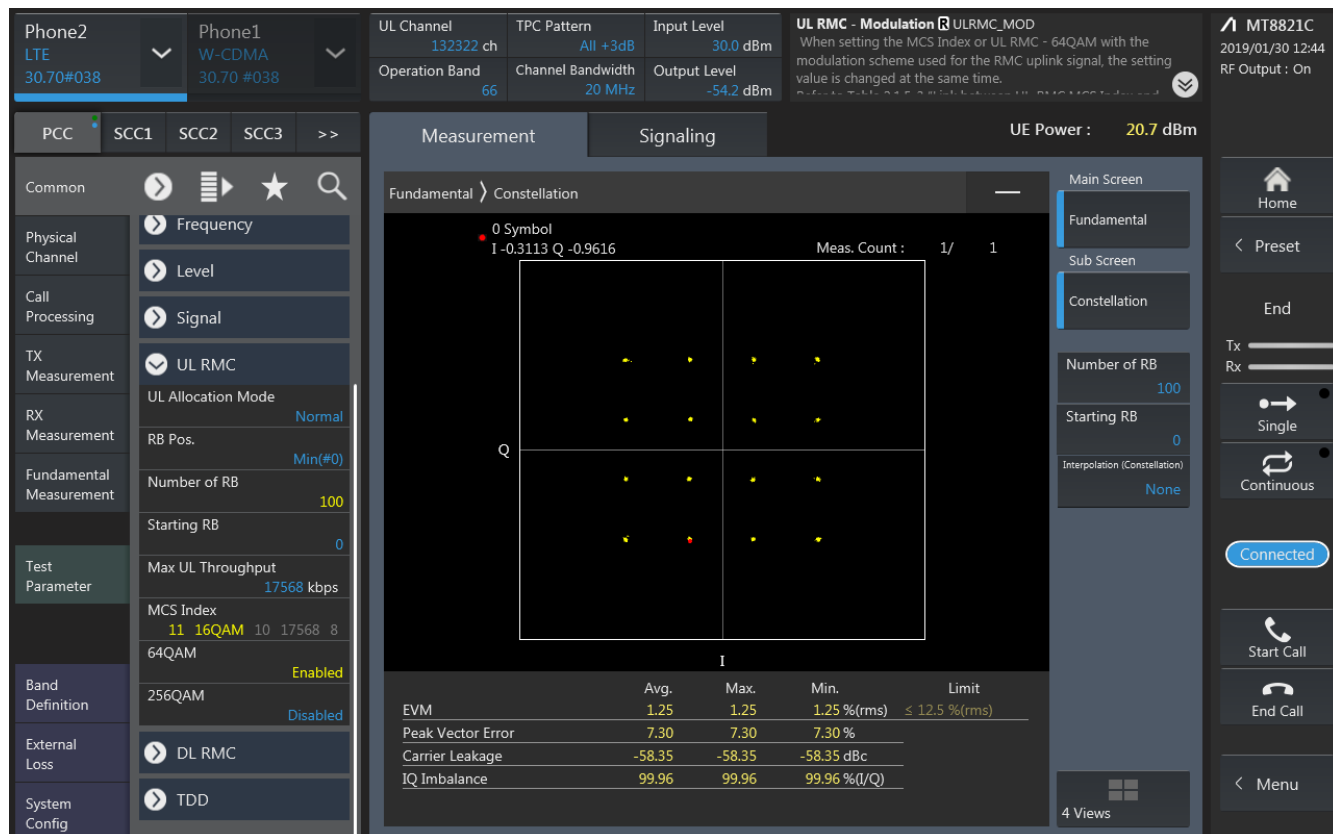 Phone2
LTE
30.70#038
Phone1
W-CDMA
30.70 #038
UL Channel
132322 ch
TPC Pattern
All +3dB
Input Level
30.0 dBm
Operation Band
66
Channel Bandwidth
20 MHz
Output Level
-54.2 dBm
UL RMC - Modulation R ULRMC_MOD
When setting the MCS Index or UL RMC - 64QAM with the
modulation scheme used for the RMC uplink signal, the setting
value is changed at the same time.
MT8821C
2019/01/30 12:44
RF Output : On
PCC SCC1 SCC2 SCC3 >>
Measurement
Signaling
UE Power : 20.7 dBm
Common
Physical
Channel
Call
Processing
TX
Measurement
RX
Measurement
Fundamental
Measurement
Test
Parameter
Band
Definition
External
Loss
System
Config
Frequency
Level
Signal
UL RMC
UL Allocation Mode
Normal
RB Pos.
Min(#0)
Number of RB
100
Starting RB
0
Max UL Throughput
17568 kbps
MCS Index
11 16QAM 10 17568 8
64QAM
Enabled
256QAM
Disabled
DL RMC
TDD
Fundamental 〉 Constellation
0 Symbol
I -0.3113 Q -0.9616
Meas. Count : 1/ 1
Q
I
Avg. Max. Min. Limit
EVM 1.25 1.25 1.25 %(rms) ≤ 12.5 %(rms)
Peak Vector Error 7.30 7.30 7.30 %
Carrier Leakage -58.35 -58.35 -58.35 dBc
IQ Imbalance 99.96 99.96 99.96 %(I/Q)
Main Screen
Fundamental
Sub Screen
Constellation
Number of RB
100
Starting RB
0
Interpolation (Constellation)
None
4 Views
Home
< Preset
End
Tx
Rx
Single
Continuous
Connected
Start Call
End Call
< Menu